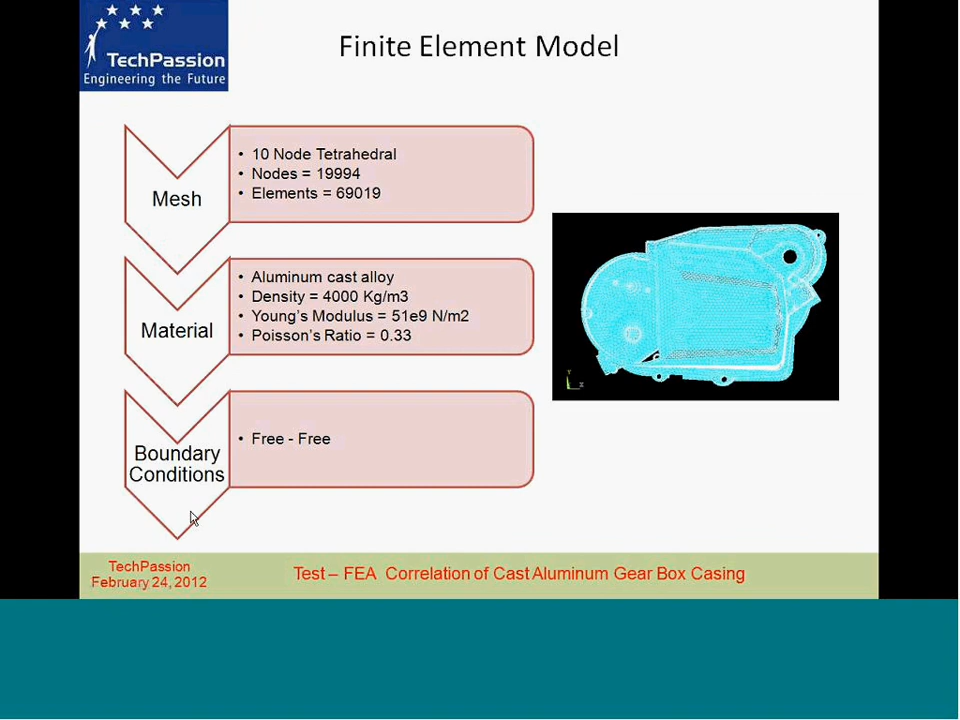 TechPassion
Engineering the Future
Finite Element Model
Mesh
• 10 Node Tetrahedral
• Nodes = 19994
• Elements = 69019
Material
• Aluminum cast alloy
• Density = 4000 Kg/m3
• Young's Modulus = 51e9 N/m2
• Poisson's Ratio = 0.33
Boundary
Conditions
• Free - Free
Y
Z
TechPassion
February 24, 2012
Test – FEA Correlation of Cast Aluminum Gear Box Casing